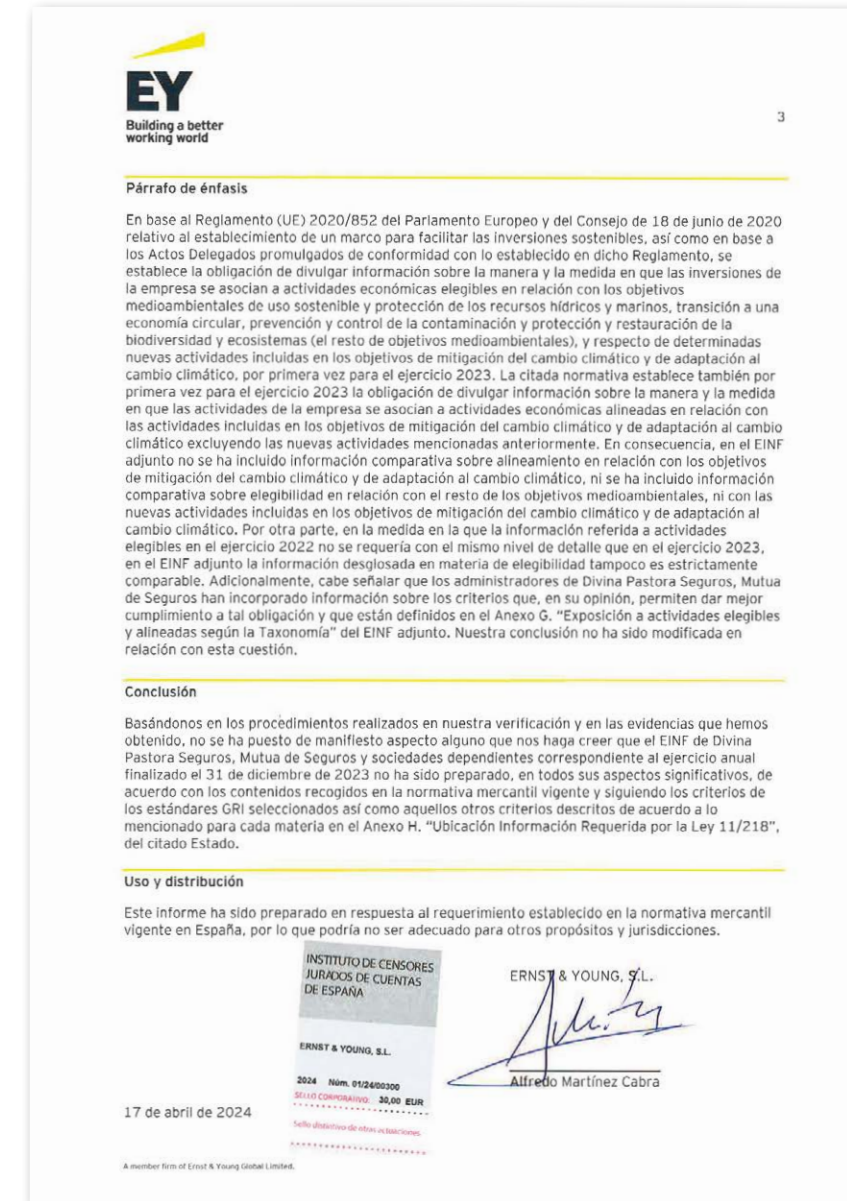 EY
Building a better
working world
3
Párrafo de énfasis
En base al Reglamento (UE) 2020/852 del Parlamento Europeo y del Consejo de 18 de junio de 2020
relativo al establecimiento de un marco para facilitar las inversiones sostenibles, así como en base a
los Actos Delegados promulgados de conformidad con lo establecido en dicho Reglamento, se
establece la obligación de divulgar información sobre la manera y la medida en que las inversiones de
la empresa se asocian a actividades económicas elegibles en relación con los objetivos
medioambientales de uso sostenible y protección de los recursos hídricos y marinos, transición a una
economía circular, prevención y control de la contaminación y protección y restauración de la
biodiversidad y ecosistemas (el resto de objetivos medioambientales), y respecto de determinadas
nuevas actividades incluidas en los objetivos de mitigación del cambio climático y de adaptación al
cambio climático, por primera vez para el ejercicio 2023. La citada normativa establece también por
primera vez para el ejercicio 2023 la obligación de divulgar información sobre la manera y la medida
en que las actividades de la empresa se asocian a actividades económicas alineadas en relación con
las actividades incluidas en los objetivos de mitigación del cambio climático y de adaptación al cambio
climático excluyendo las nuevas actividades mencionadas anteriormente. En consecuencia, en el EINF
adjunto no se ha incluido información comparativa sobre alineamiento en relación con los objetivos
de mitigación del cambio climático y de adaptación al cambio climático, ni se ha incluido información
comparativa sobre elegibilidad en relación con el resto de los objetivos medioambientales, ni con las
nuevas actividades incluidas en los objetivos de mitigación del cambio climático y de adaptación al
cambio climático. Por otra parte, en la medida en la que la información referida a actividades
elegibles en el ejercicio 2022 no se requería con el mismo nivel de detalle que en el ejercicio 2023,
en el EINF adjunto la información desglosada en materia de elegibilidad tampoco es estrictamente
comparable. Adicionalmente, cabe señalar que los administradores de Divina Pastora Seguros, Mutua
de Seguros han incorporado información sobre los criterios que, en su opinión, permiten dar mejor
cumplimiento a tal obligación y que están definidos en el Anexo G. "Exposición a actividades elegibles
y alineadas según la Taxonomía" del EINF adjunto. Nuestra conclusión no ha sido modificada en
relación con esta cuestión.
Conclusión
Basándonos en los procedimientos realizados en nuestra verificación y en las evidencias que hemos
obtenido, no se ha puesto de manifiesto aspecto alguno que nos haga creer que el EINF de Divina
Pastora Seguros, Mutua de Seguros y sociedades dependientes correspondiente al ejercicio anual
finalizado el 31 de diciembre de 2023 no ha sido preparado, en todos sus aspectos significativos, de
acuerdo con los contenidos recogidos en la normativa mercantil vigente y siguiendo los criterios de
los estándares GRI seleccionados así como aquellos otros criterios descritos de acuerdo a lo
mencionado para cada materia en el Anexo H. "Ubicación Información Requerida por la Ley 11/218",
del citado Estado.
Uso y distribución
Este informe ha sido preparado en respuesta al requerimiento establecido en la normativa mercantil
vigente en España, por lo que podría no ser adecuado para otros propósitos y jurisdicciones.
INSTITUTO DE CENSORES
JURADOS DE CUENTAS
DE ESPAÑA
ERNST & YOUNG, S.L.
2024 Núm. 01/24/00300
SELLO CORPORATIVO: 30,00 EUR
Sello distintivo de otras actuaciones
ERNST & YOUNG, S.L.
Alfredo Martínez Cabra
17 de abril de 2024
A member firm of Ernst & Young Global Limited.